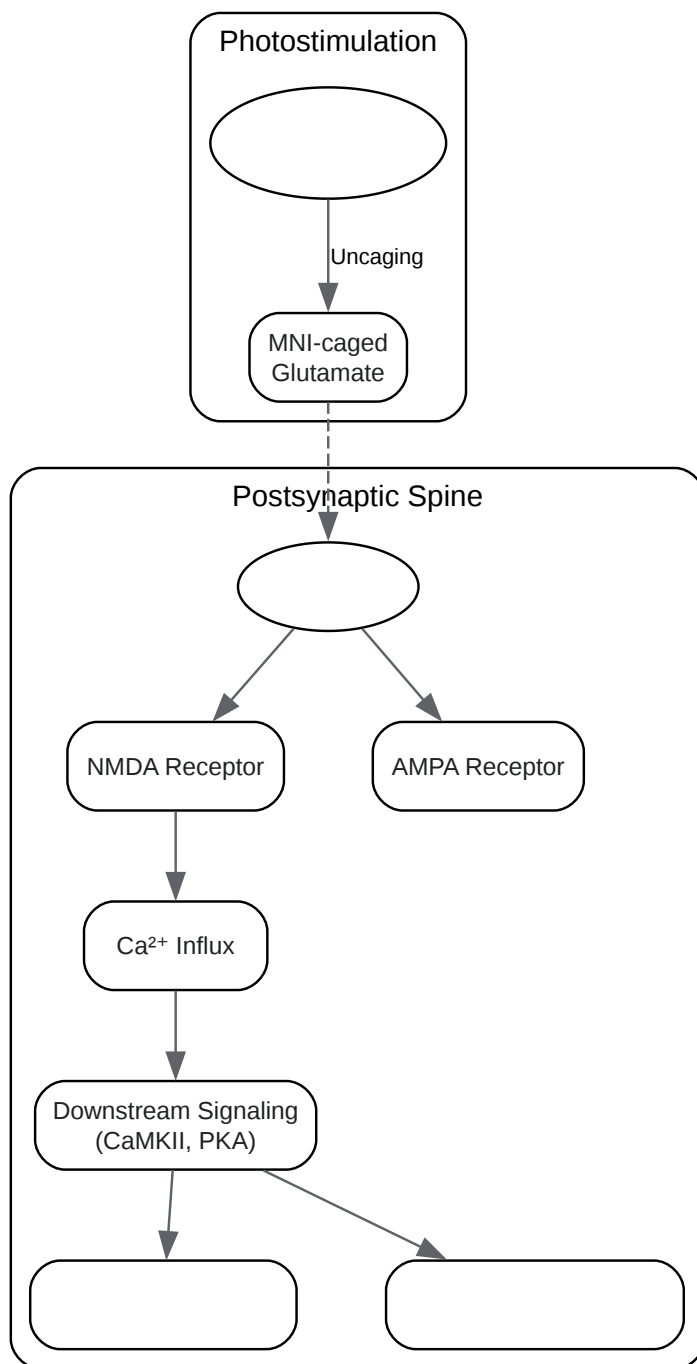 Photostimulation
Uncaging
MNI-caged
Glutamate
Postsynaptic Spine
NMDA Receptor
AMPA Receptor
Ca²⁺ Influx
Downstream Signaling
(CaMKII, PKA)